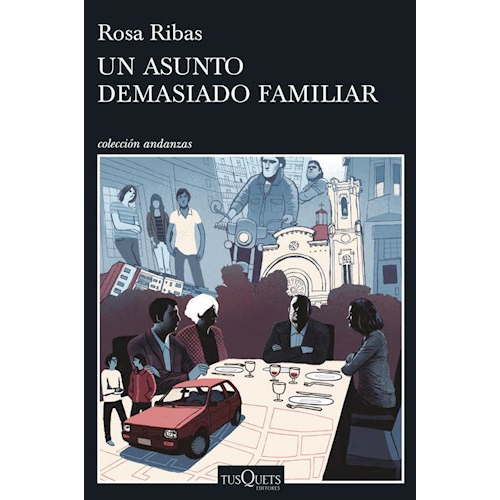 Rosa Ribas
UN ASUNTO
DEMASIADO FAMILIAR
colección andanzas
TUSQUETS
EDITORES